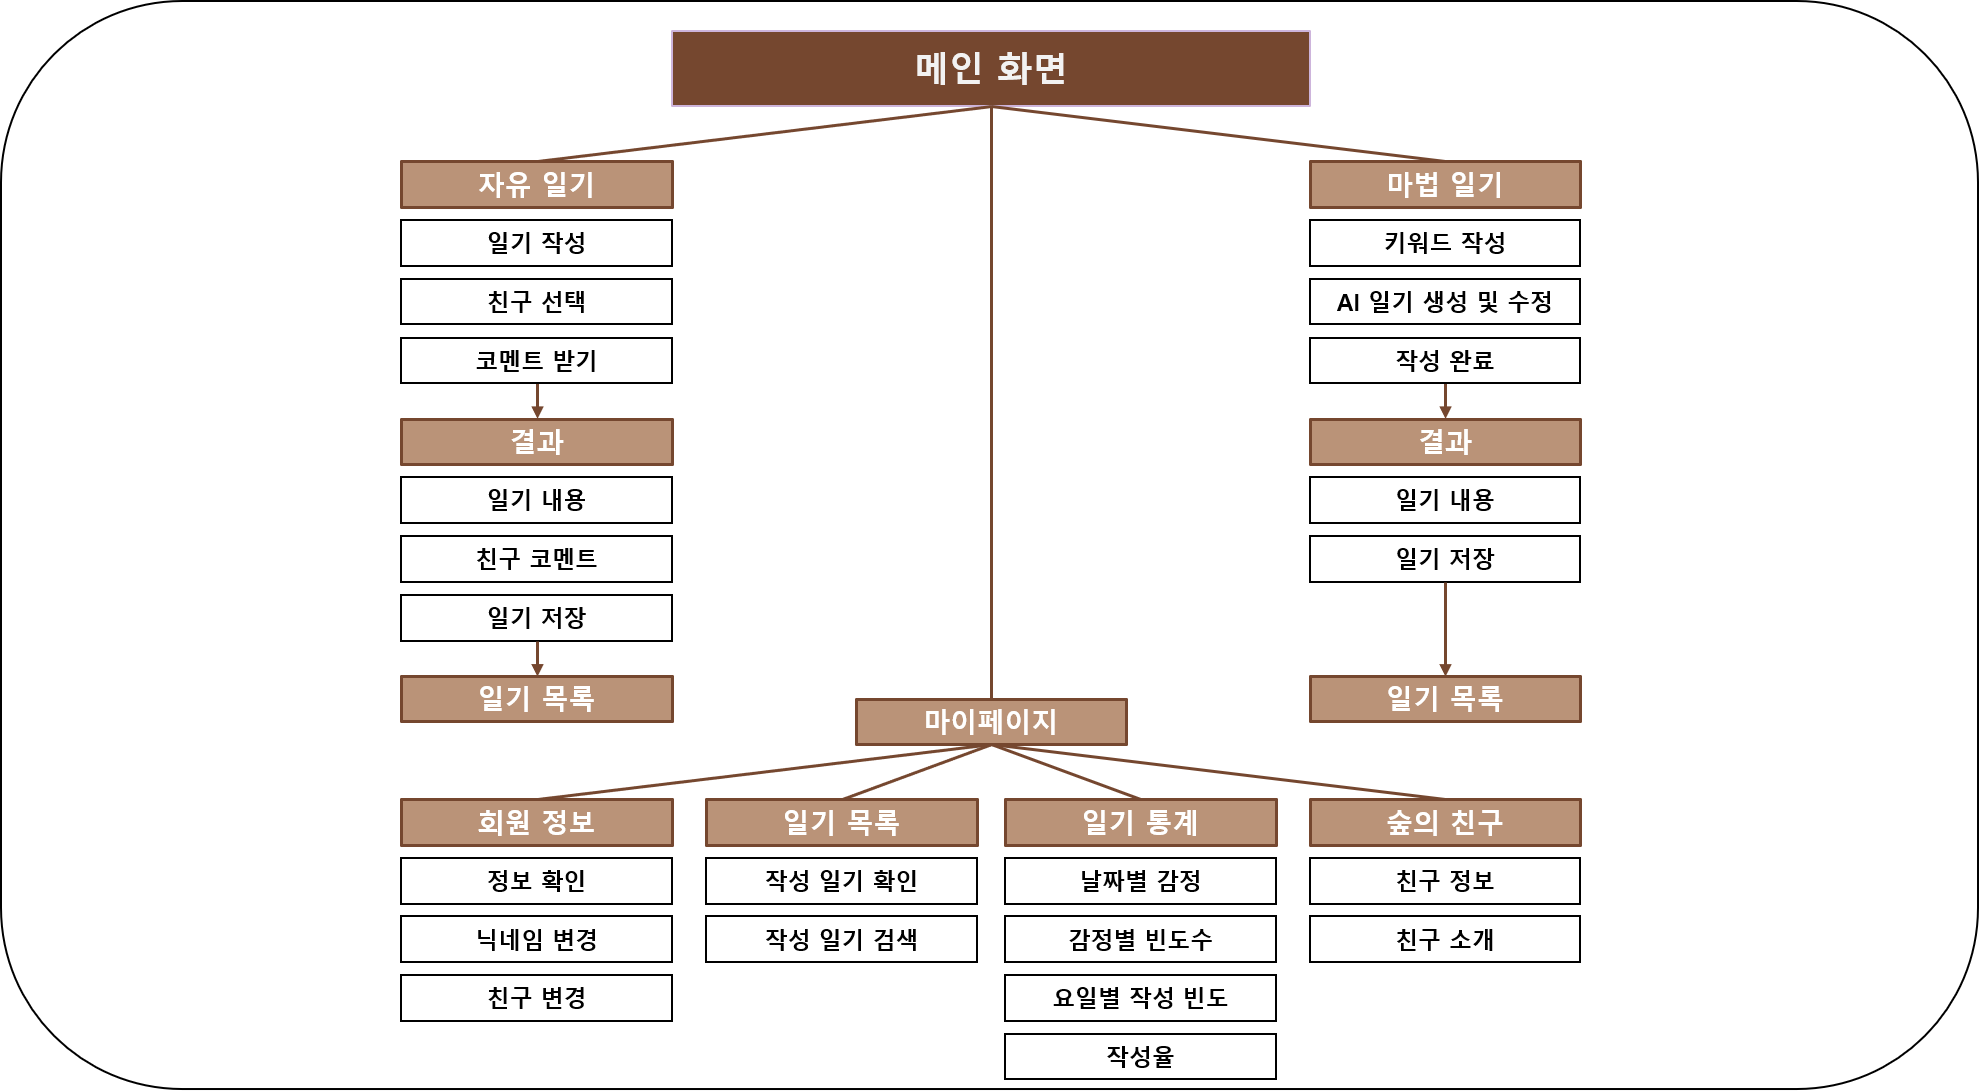 메인 화면
자유 일기
일기 작성
친구 선택
코멘트 받기
결과
일기 내용
친구 코멘트
일기 저장
일기 목록
마법 일기
키워드 작성
AI 일기 생성 및 수정
작성 완료
결과
일기 내용
일기 저장
일기 목록
마이페이지
회원 정보
정보 확인
닉네임 변경
친구 변경
일기 목록
작성 일기 확인
작성 일기 검색
일기 통계
날짜별 감정
감정별 빈도수
요일별 작성 빈도
작성율
숲의 친구
친구 정보
친구 소개